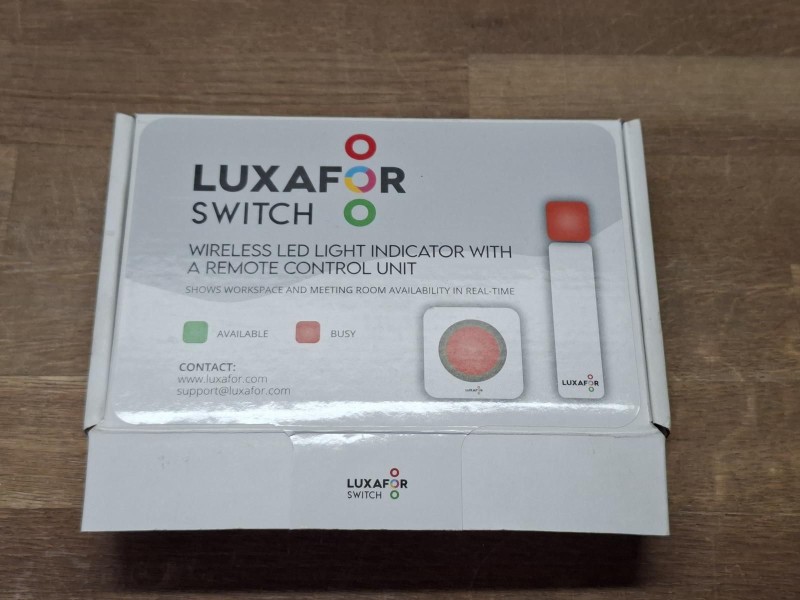 LUXAFOR
SWITCH
WIRELESS LED LIGHT INDICATOR WITH
A REMOTE CONTROL UNIT
SHOWS WORKSPACE AND MEETING ROOM AVAILABILITY IN REAL-TIME
AVAILABLE
BUSY
CONTACT:
www.luxafor.com
support@luxafor.com
LUXAFOR
LUXAFOR
LUXAFOR
SWITCH